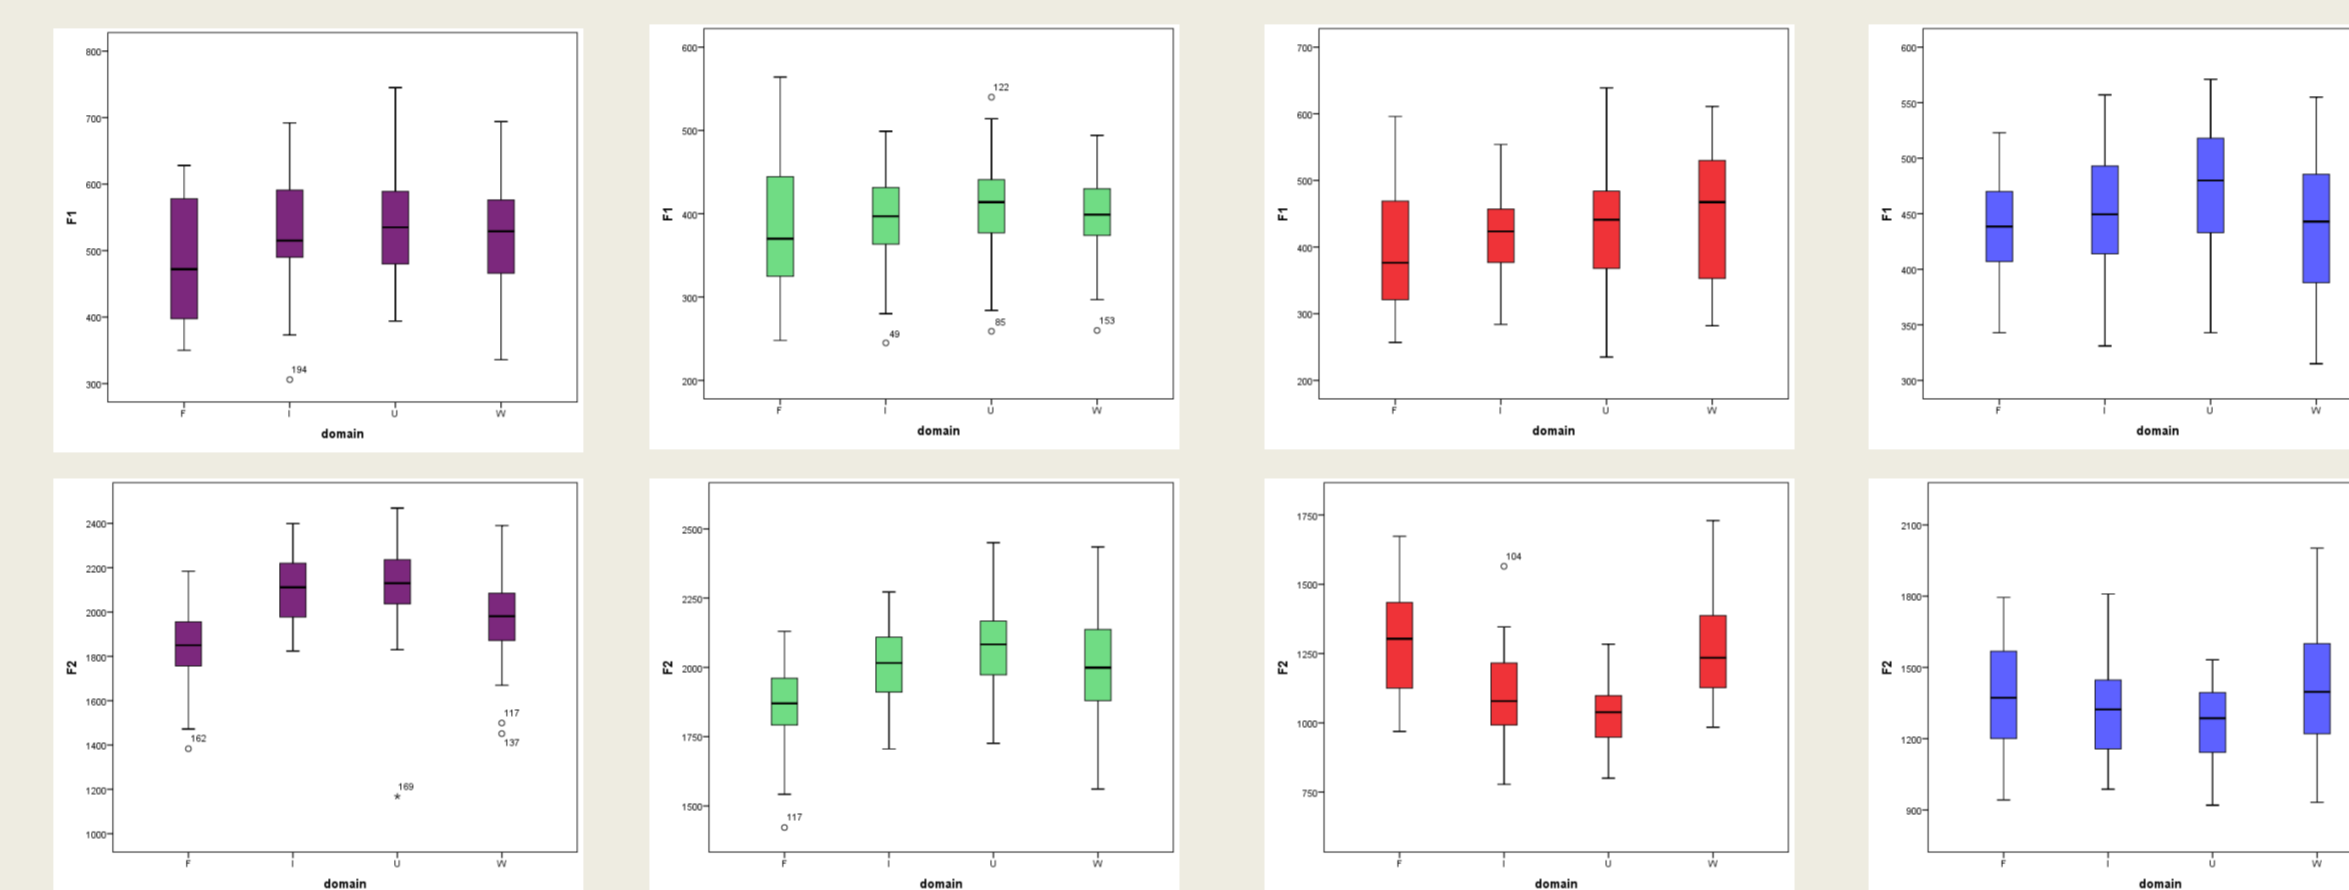 800
700
600
500
400
300
F1
194
F I U W
domain
600
500
400
300
200
F1
122
49
85
153
F I U W
domain
700
600
500
400
300
200
F1
F I U W
domain
600
550
500
450
400
350
300
F1
F I U W
domain
2400
2200
2000
1800
1600
1400
1200
1000
F2
162
117
137
169
F I U W
domain
2500
2250
2000
1750
1500
F2
117
F I U W
domain
1750
1500
1250
1000
750
F2
104
F I U W
domain
2100
1800
1500
1200
900
F2
F I U W
domain